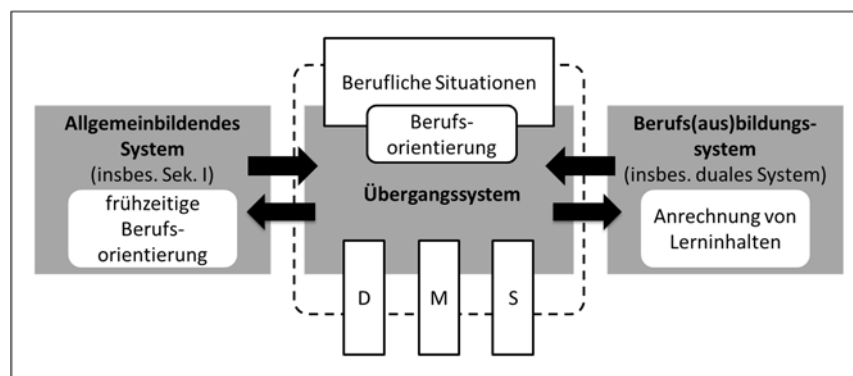 Berufliche Situationen
Berufs-
orientierung
Übergangssystem
Allgemeinbildendes
System
(insbes. Sek. I)
frühzeitige
Berufs-
orientierung
Berufs(aus)bildungs-
system
(insbes. duales System)
Anrechnung von
Lerninhalten
D
M
S